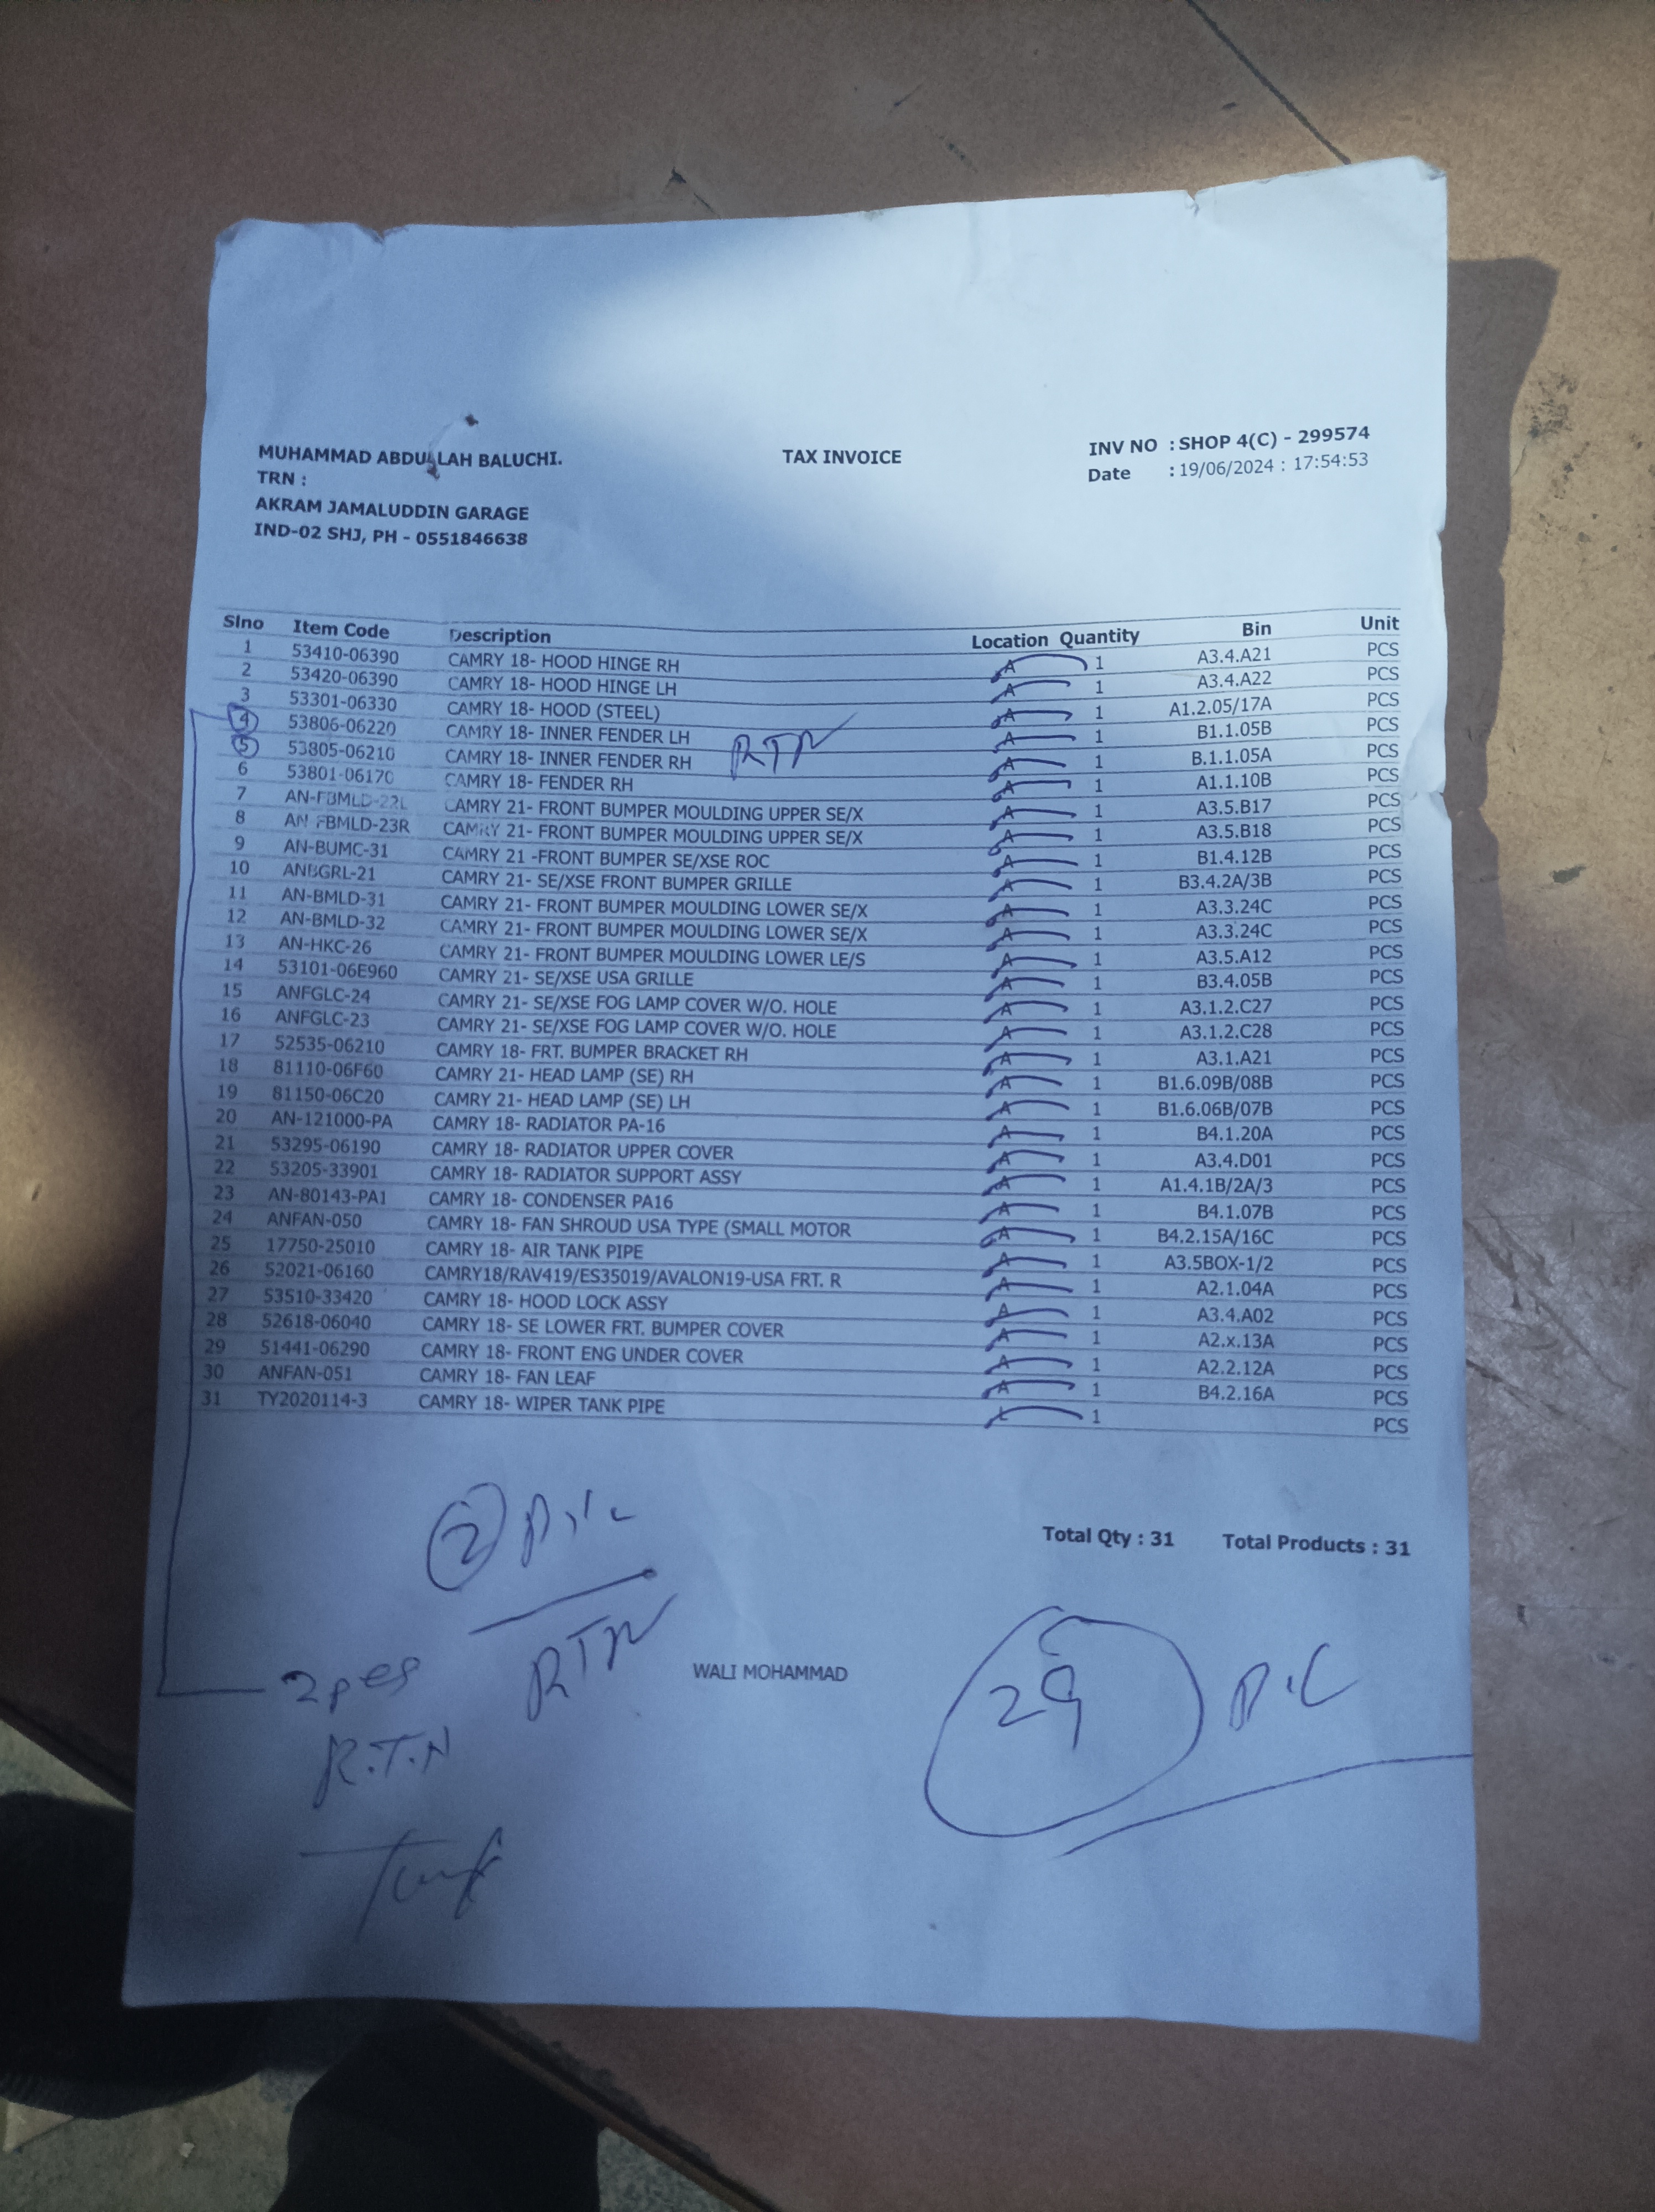 MUHAMMAD ABDULLAH BALUCHI.
TRN :
AKRAM JAMALUDDIN GARAGE
IND-02 SHJ, PH - 0551846638
TAX INVOICE
INV NO : SHOP 4(C) - 299574
Date : 19/06/2024 : 17:54:53
Slno Item Code Description Location Quantity Bin Unit
1 53410-06390 CAMRY 18- HOOD HINGE RH A 1 A3.4.A21 PCS
2 53420-06390 CAMRY 18- HOOD HINGE LH A 1 A3.4.A22 PCS
3 53301-06330 CAMRY 18- HOOD (STEEL) A 1 A1.2.05/17A PCS
4 53806-06220 CAMRY 18- INNER FENDER LH A 1 B1.1.05B PCS
5 53805-06210 CAMRY 18- INNER FENDER RH A 1 B.1.1.05A PCS
RTN
6 53801-06170 CAMRY 18- FENDER RH A 1 A1.1.10B PCS
7 AN-FBMLD-22L CAMRY 21- FRONT BUMPER MOULDING UPPER SE/X A 1 A3.5.B17 PCS
8 AN FBMLD-23R CAMRY 21- FRONT BUMPER MOULDING UPPER SE/X A 1 A3.5.B18 PCS
9 AN-BUMC-31 CAMRY 21 -FRONT BUMPER SE/XSE ROC A 1 B1.4.12B PCS
10 ANBGRL-21 CAMRY 21- SE/XSE FRONT BUMPER GRILLE A 1 B3.4.2A/3B PCS
11 AN-BMLD-31 CAMRY 21- FRONT BUMPER MOULDING LOWER SE/X A 1 A3.3.24C PCS
12 AN-BMLD-32 CAMRY 21- FRONT BUMPER MOULDING LOWER SE/X A 1 A3.3.24C PCS
13 AN-HKC-26 CAMRY 21- FRONT BUMPER MOULDING LOWER LE/S A 1 A3.5.A12 PCS
14 53101-06E960 CAMRY 21- SE/XSE USA GRILLE A 1 B3.4.05B PCS
15 ANFGLC-24 CAMRY 21- SE/XSE FOG LAMP COVER W/O. HOLE A 1 A3.1.2.C27 PCS
16 ANFGLC-23 CAMRY 21- SE/XSE FOG LAMP COVER W/O. HOLE A 1 A3.1.2.C28 PCS
17 52535-06210 CAMRY 18- FRT. BUMPER BRACKET RH A 1 A3.1.A21 PCS
18 81110-06F60 CAMRY 21- HEAD LAMP (SE) RH A 1 B1.6.09B/08B PCS
19 81150-06C20 CAMRY 21- HEAD LAMP (SE) LH A 1 B1.6.06B/07B PCS
20 AN-121000-PA CAMRY 18- RADIATOR PA-16 A 1 B4.1.20A PCS
21 53295-06190 CAMRY 18- RADIATOR UPPER COVER A 1 A3.4.D01 PCS
22 53205-33901 CAMRY 18- RADIATOR SUPPORT ASSY A 1 A1.4.1B/2A/3 PCS
23 AN-80143-PA1 CAMRY 18- CONDENSER PA16 A 1 B4.1.07B PCS
24 ANFAN-050 CAMRY 18- FAN SHROUD USA TYPE (SMALL MOTOR A 1 B4.2.15A/16C PCS
25 17750-25010 CAMRY 18- AIR TANK PIPE A 1 A3.5BOX-1/2 PCS
26 52021-06160 CAMRY18/RAV419/ES35019/AVALON19-USA FRT. R A 1 A2.1.04A PCS
27 53510-33420 CAMRY 18- HOOD LOCK ASSY A 1 A3.4.A02 PCS
28 52618-06040 CAMRY 18- SE LOWER FRT. BUMPER COVER A 1 A2.x.13A PCS
29 51441-06290 CAMRY 18- FRONT ENG UNDER COVER A 1 A2.2.12A PCS
30 ANFAN-051 CAMRY 18- FAN LEAF A 1 B4.2.16A PCS
31 TY2020114-3 CAMRY 18- WIPER TANK PIPE L 1 PCS
Total Qty : 31 Total Products : 31
2
RTN
2 pcs
R.T.N
WALI MOHAMMAD
29